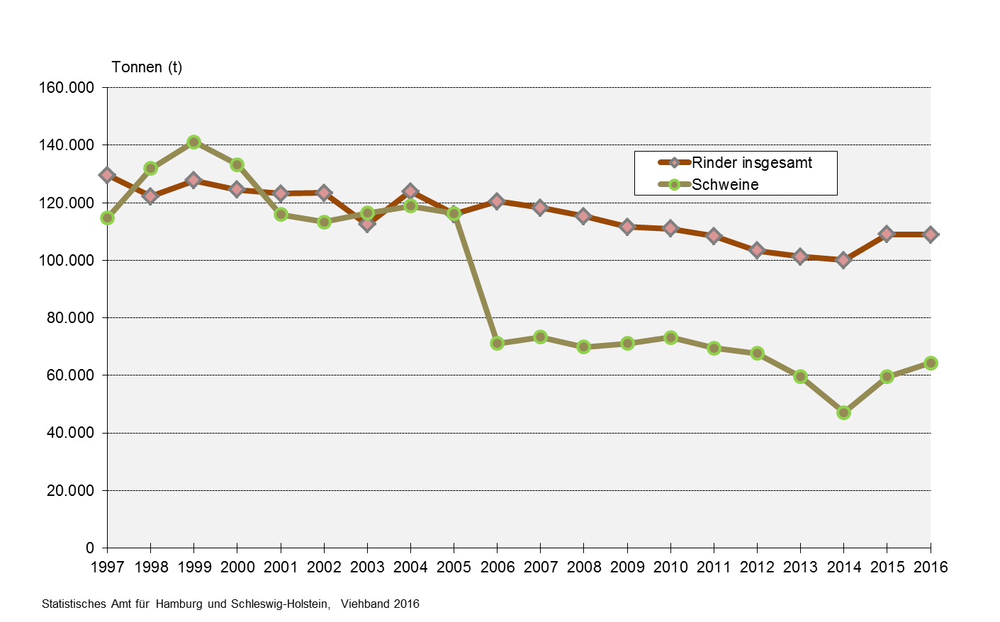 Tonnen (t)
160.000
140.000
120.000
100.000
80.000
60.000
40.000
20.000
0
Rinder insgesamt
Schweine
1997 1998 1999 2000 2001 2002 2003 2004 2005 2006 2007 2008 2009 2010 2011 2012 2013 2014 2015 2016
Statistisches Amt für Hamburg und Schleswig-Holstein, Viehband 2016